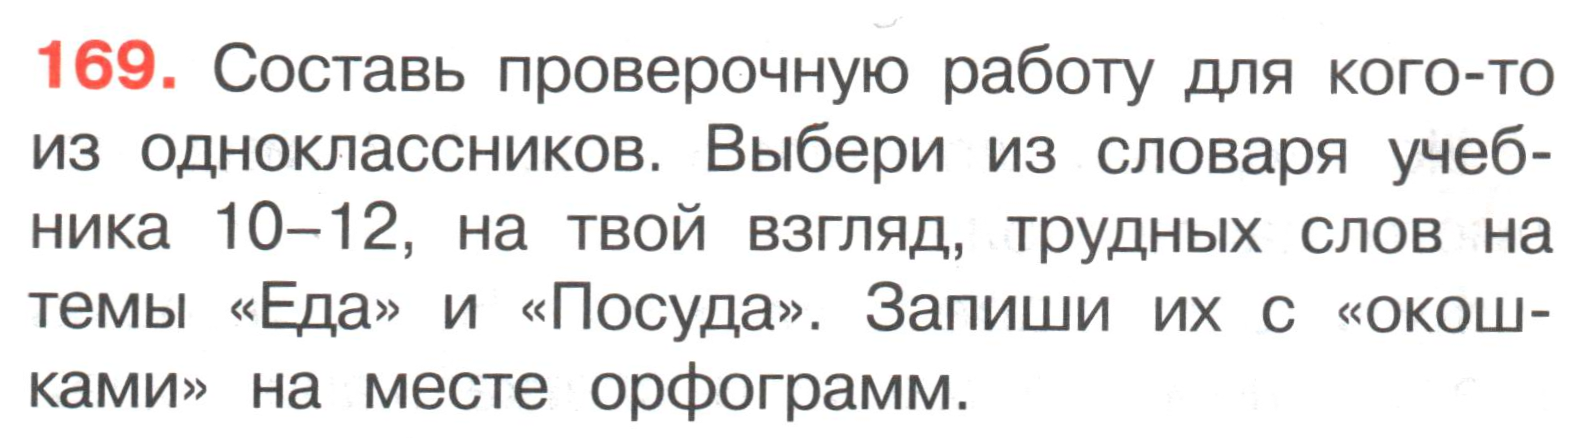 169. Составь проверочную работу для кого-то
из одноклассников. Выбери из словаря учеб-
ника 10–12, на твой взгляд, трудных слов на
темы «Еда» и «Посуда». Запиши их с «окош-
ками» на месте орфограмм.